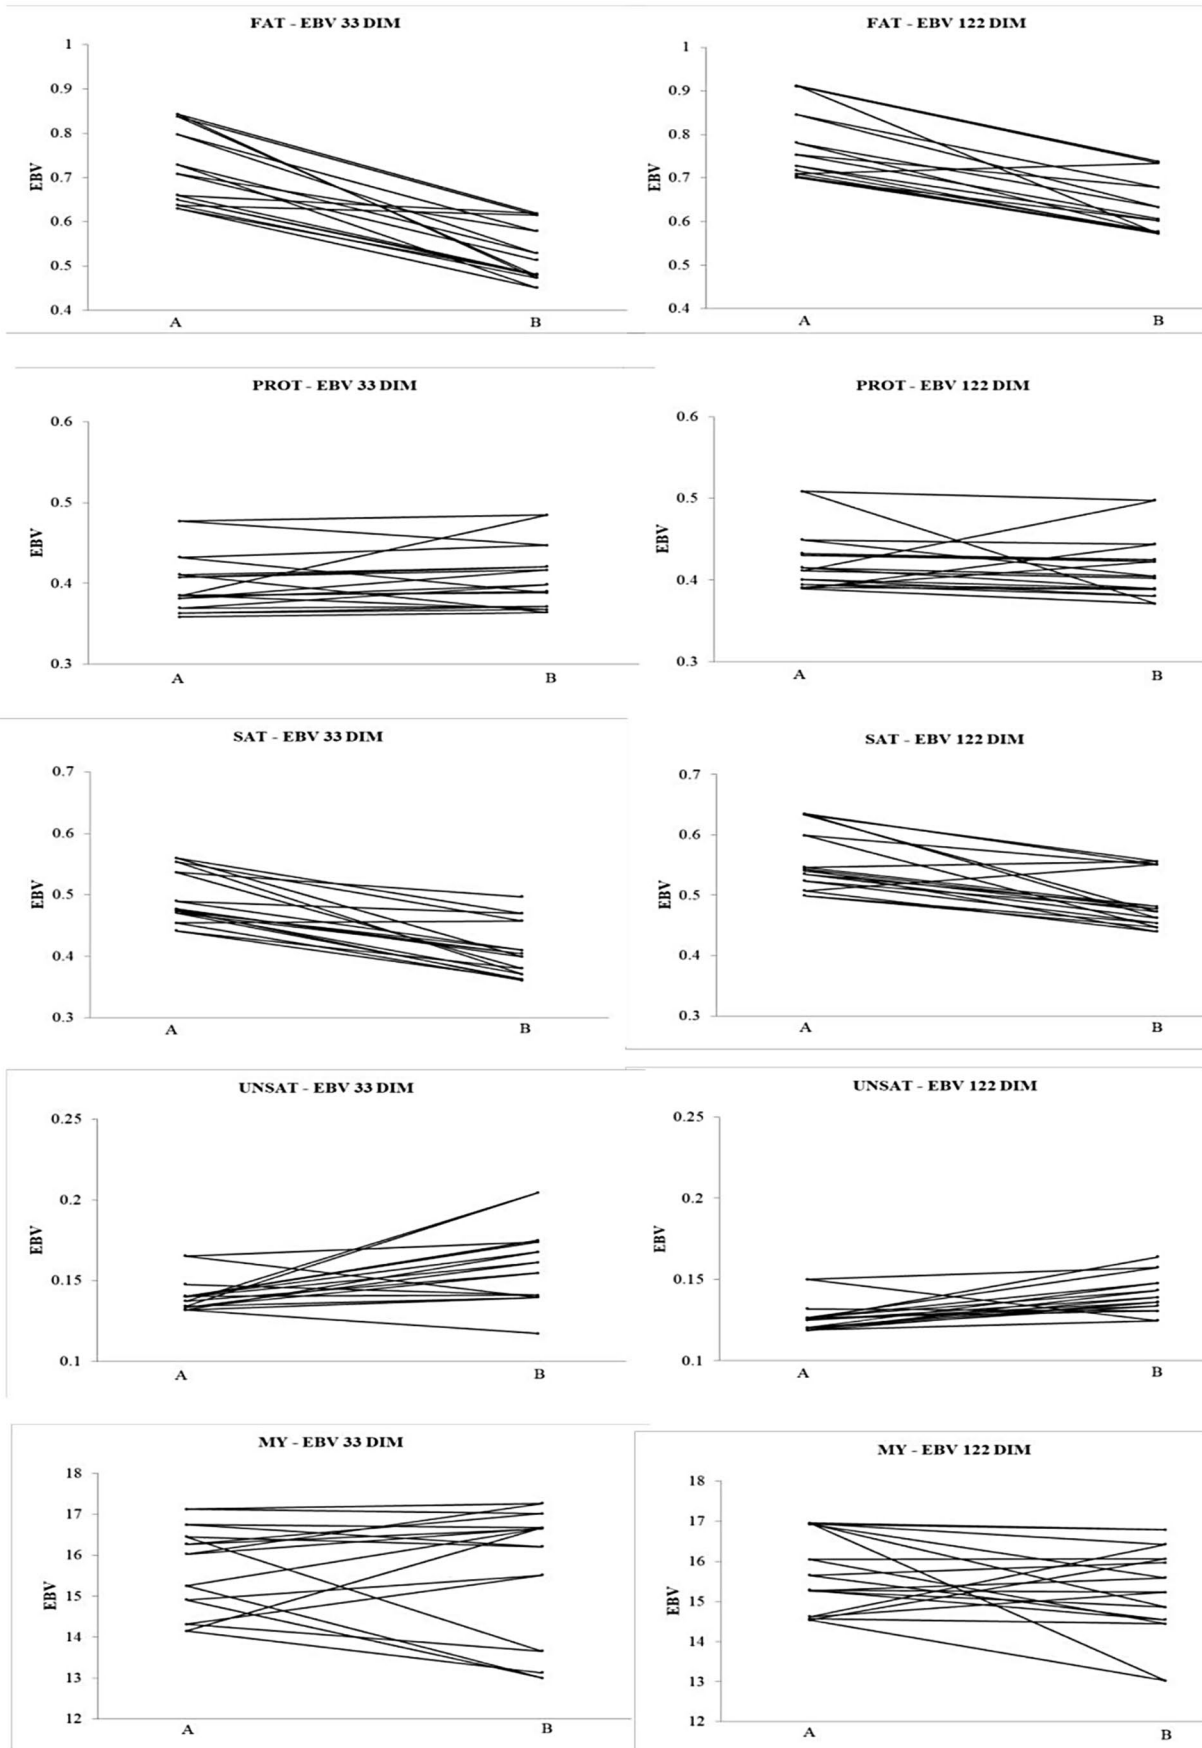 FAT - EBV 33 DIM
1
0.9
0.8
0.7
0.6
0.5
0.4
EBV
A
B
FAT - EBV 122 DIM
1
0.9
0.8
0.7
0.6
0.5
0.4
EBV
A
B
PROT - EBV 33 DIM
0.6
0.5
0.4
0.3
EBV
A
B
PROT - EBV 122 DIM
0.6
0.5
0.4
0.3
EBV
A
B
SAT - EBV 33 DIM
0.7
0.6
0.5
0.4
0.3
EBV
A
B
SAT - EBV 122 DIM
0.7
0.6
0.5
0.4
0.3
EBV
A
B
UNSAT - EBV 33 DIM
0.25
0.2
0.15
0.1
EBV
A
B
UNSAT - EBV 122 DIM
0.25
0.2
0.15
0.1
EBV
A
B
MY - EBV 33 DIM
18
17
16
15
14
13
12
EBV
A
B
MY - EBV 122 DIM
18
17
16
15
14
13
12
EBV
A
B